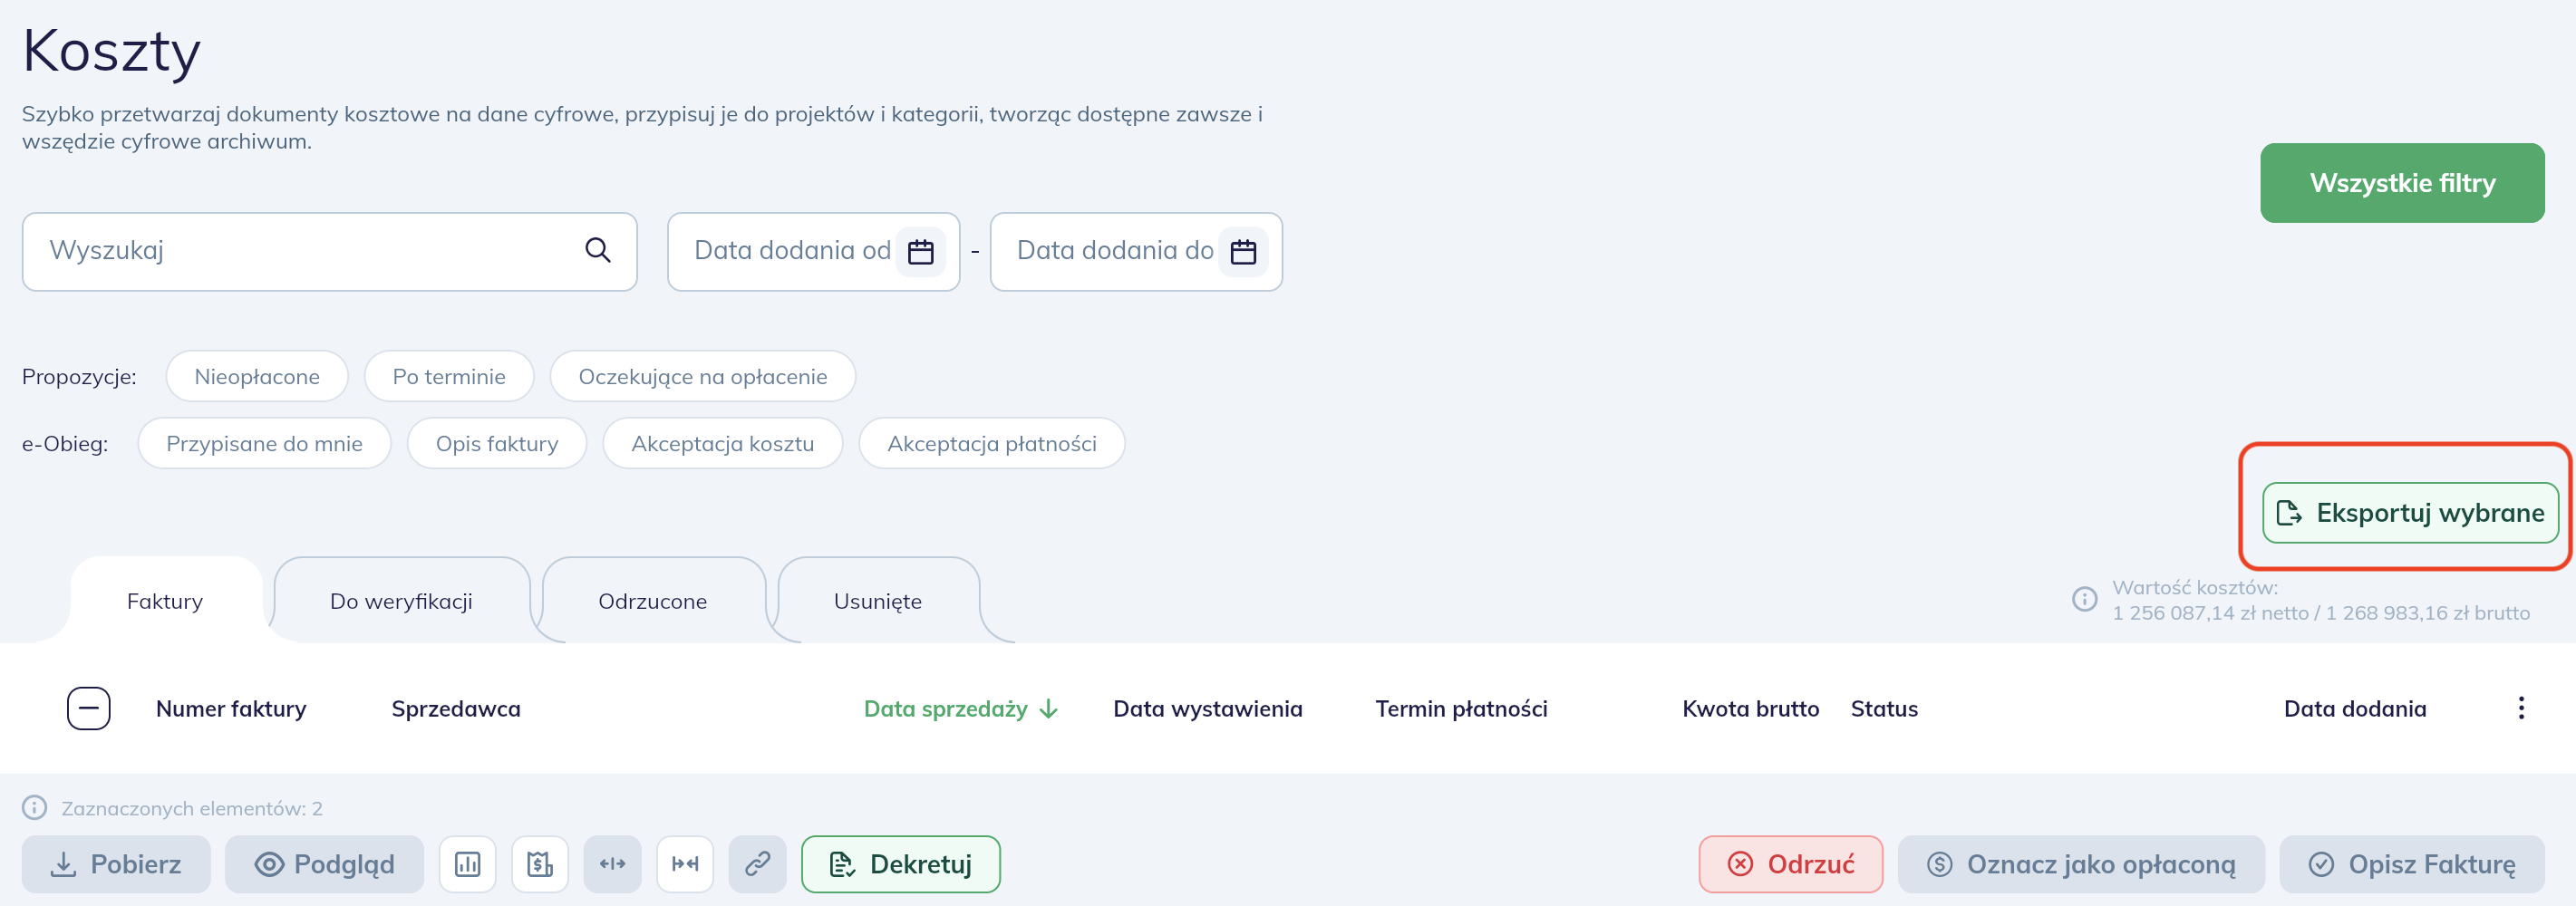 Koszty
Szybko przetwarzaj dokumenty kosztowe na dane cyfrowe, przypisuj je do projektów i kategorii, tworząc dostępne zawsze i
wszędzie cyfrowe archiwum.
Wszystkie filtry
Wyszukaj
Data dodania od - Data dodania do
Propozycje: Nieopłacone Po terminie Oczekujące na opłacenie
e-Obieg: Przypisane do mnie Opis faktury Akceptacja kosztu Akceptacja płatności
Eksportuj wybrane
Faktury Do weryfikacji Odrzucone Usunięte
Wartość kosztów:
1 256 087,14 zł netto / 1 268 983,16 zł brutto
Numer faktury Sprzedawca Data sprzedaży Data wystawienia Termin płatności Kwota brutto Status Data dodania
Zaznaczonych elementów: 2
Pobierz Podgląd Dekretuj Odrzuć Oznacz jako opłaconą Opisz Fakturę